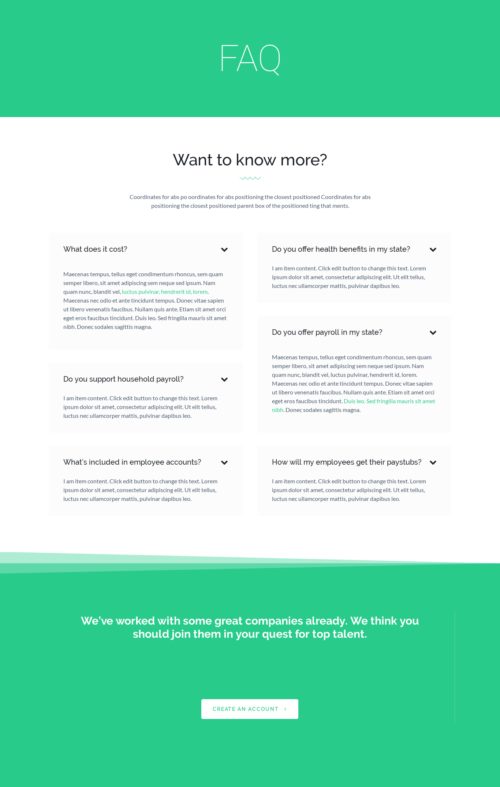 FAQ
Want to know more?
Coordinates for abs po oordinates for abs positioning the closest positioned Coordinates for abs
positioning the closest positioned parent box of the positioned ting that ments.
What does it cost?
Maecenas tempus, tellus eget condimentum rhoncus, sem quam
semper libero, sit amet adipiscing sem neque sed ipsum. Nam
quam nunc, blandit vel, luctus pulvinar, hendrerit id, lorem.
Maecenas nec odio et ante tincidunt tempus. Donec vitae sapien
ut libero venenatis faucibus. Nullam quis ante. Etiam sit amet orci
eget eros faucibus tincidunt. Duis leo. Sed fringilla mauris sit amet
nibh. Donec sodales sagittis magna.
Do you support household payroll?
I am item content. Click edit button to change this text. Lorem
ipsum dolor sit amet, consectetur adipiscing elit. Ut elit tellus,
luctus nec ullamcorper mattis, pulvinar dapibus leo.
What's included in employee accounts?
I am item content. Click edit button to change this text. Lorem
ipsum dolor sit amet, consectetur adipiscing elit. Ut elit tellus,
luctus nec ullamcorper mattis, pulvinar dapibus leo.
Do you offer health benefits in my state?
I am item content. Click edit button to change this text. Lorem
ipsum dolor sit amet, consectetur adipiscing elit. Ut elit tellus,
luctus nec ullamcorper mattis, pulvinar dapibus leo.
Do you offer payroll in my state?
Maecenas tempus, tellus eget condimentum rhoncus, sem quam
semper libero, sit amet adipiscing sem neque sed ipsum. Nam
quam nunc, blandit vel, luctus pulvinar, hendrerit id, lorem.
Maecenas nec odio et ante tincidunt tempus. Donec vitae sapien
ut libero venenatis faucibus. Nullam quis ante. Etiam sit amet orci
eget eros faucibus tincidunt. Duis leo. Sed fringilla mauris sit amet
nibh. Donec sodales sagittis magna.
How will my employees get their paystubs?
I am item content. Click edit button to change this text. Lorem
ipsum dolor sit amet, consectetur adipiscing elit. Ut elit tellus,
luctus nec ullamcorper mattis, pulvinar dapibus leo.
We've worked with some great companies already. We think you
should join them in your quest for top talent.
CREATE AN ACCOUNT